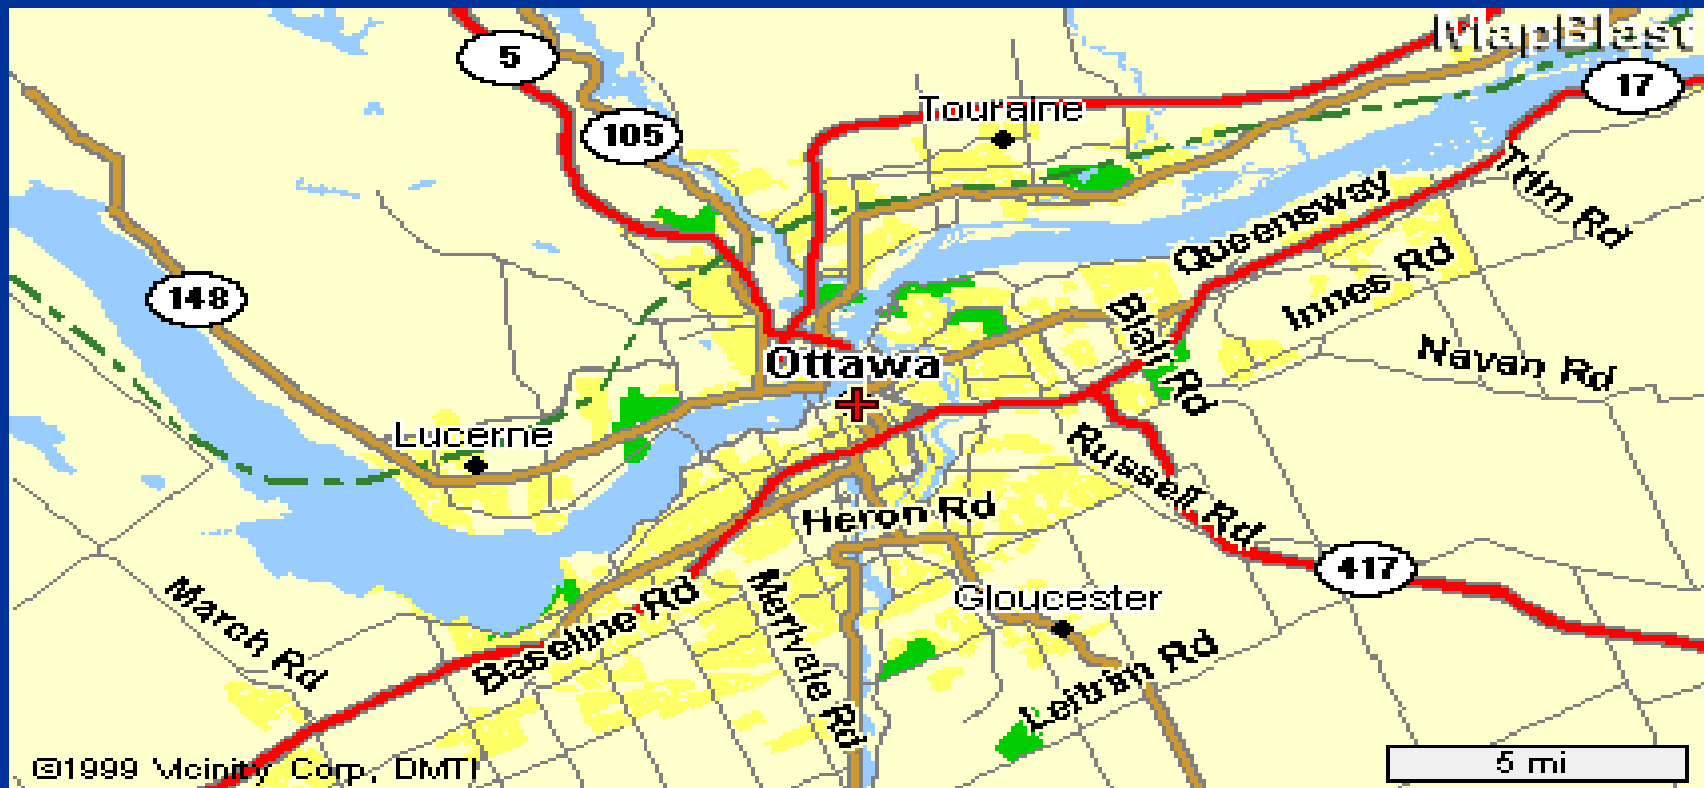 MapBlast
5
17
105
Touraine
Trim Rd
Queensway
148
Innes Rd
Blair Rd
Navan Rd
Ottawa
Lucerne
Russell Rd
Heron Rd
417
March Rd
Baseline Rd
Merivale Rd
Gloucester
Leitrim Rd
©1999 Vicinity Corp, DMTI
5 mi